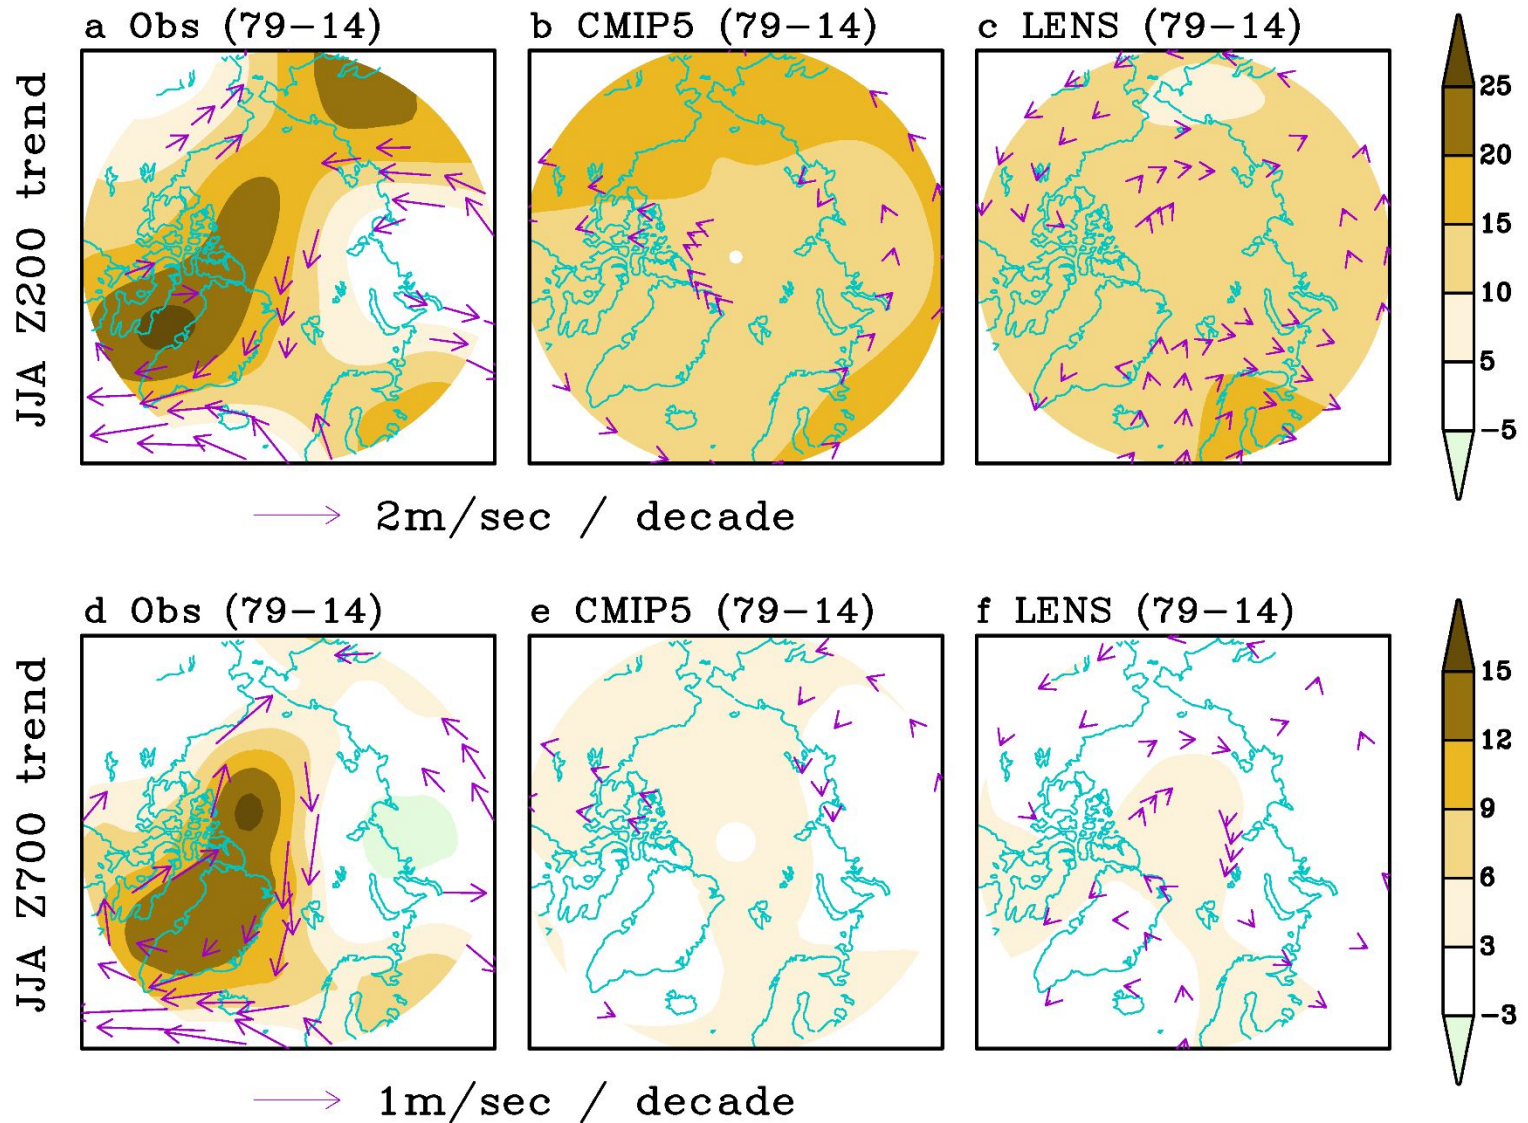 a Obs (79-14)
b CMIP5 (79-14)
c LENS (79-14)
JJA Z200 trend
25
20
15
10
5
-5
2m/sec / decade
d Obs (79-14)
e CMIP5 (79-14)
f LENS (79-14)
JJA Z700 trend
15
12
9
6
3
-3
1m/sec / decade